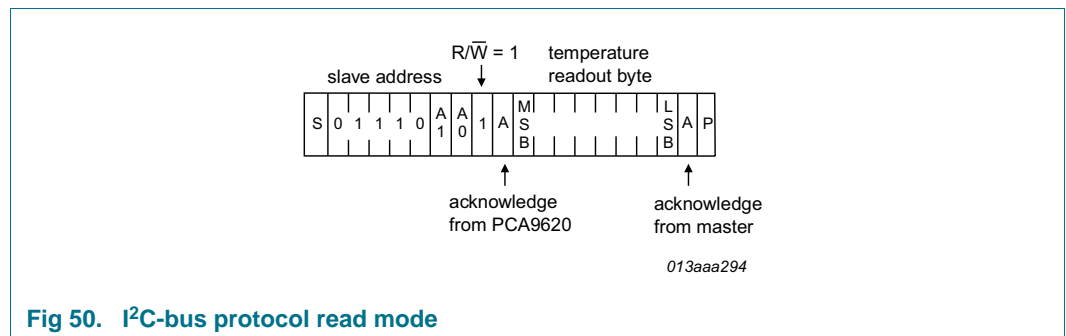 R/W̅ = 1 temperature
slave address readout byte
S 0 1 1 1 0 A1 A0 1 A MSB LSB A P
acknowledge acknowledge
from PCA9620 from master
013aaa294
Fig 50. I²C-bus protocol read mode